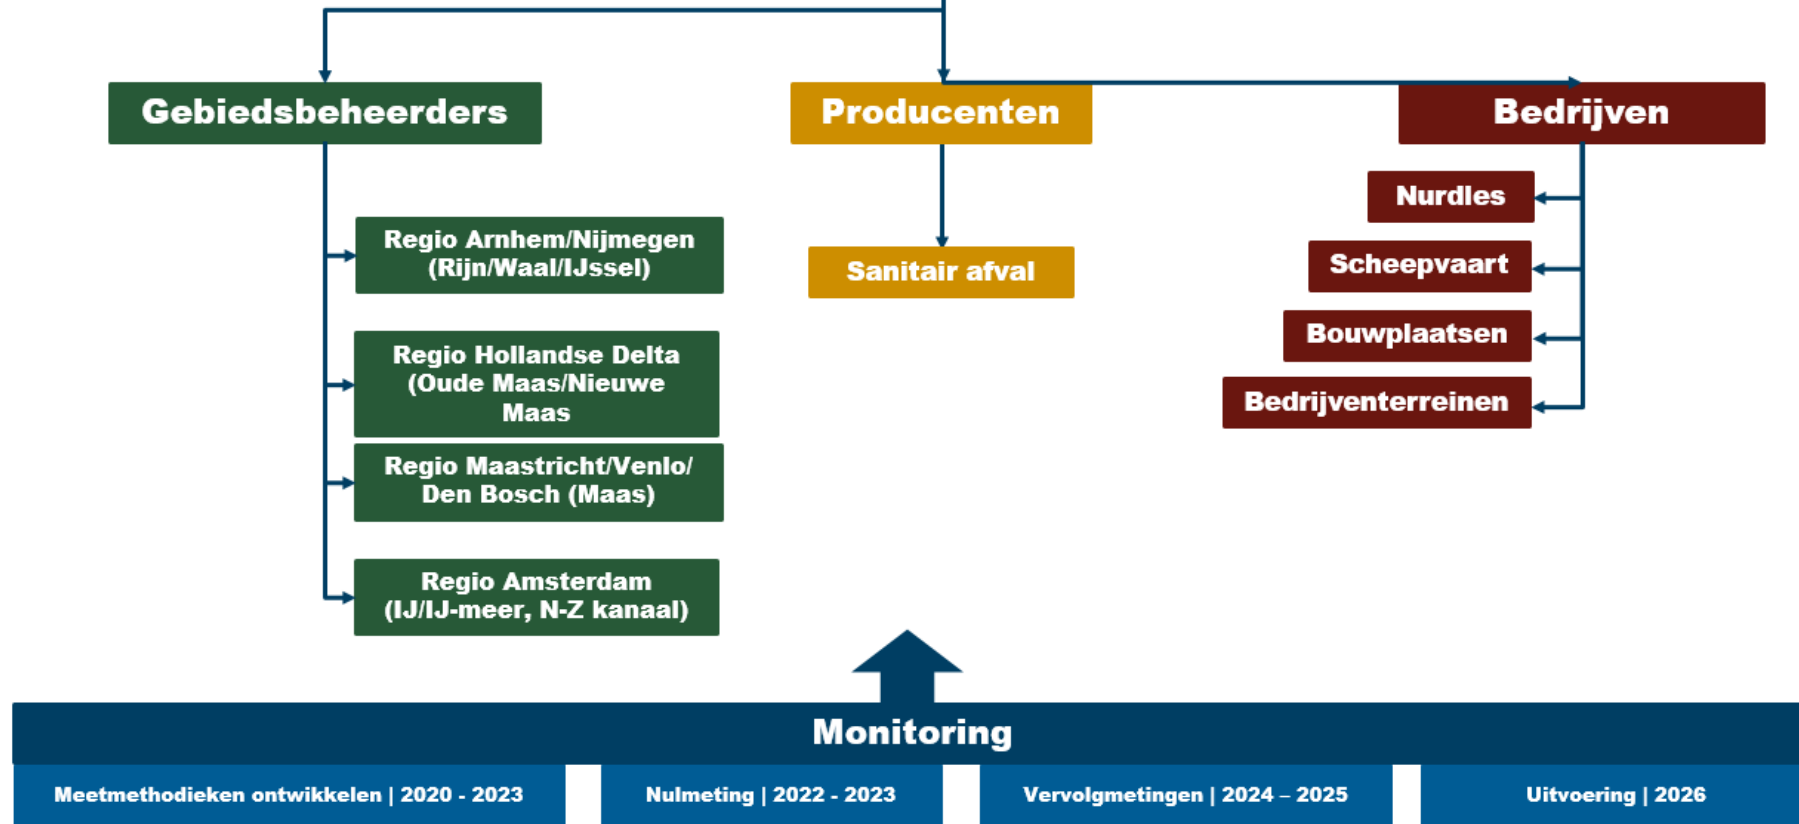 Gebiedsbeheerders
Regio Arnhem/Nijmegen
(Rijn/Waal/IJssel)
Regio Hollandse Delta
(Oude Maas/Nieuwe
Maas
Regio Maastricht/Venlo/
Den Bosch (Maas)
Regio Amsterdam
(IJ/IJ-meer, N-Z kanaal)
Producenten
Sanitair afval
Bedrijven
Nurdles
Scheepvaart
Bouwplaatsen
Bedrijventerreinen
Monitoring
Meetmethodieken ontwikkelen | 2020 - 2023
Nulmeting | 2022 - 2023
Vervolgmetingen | 2024 – 2025
Uitvoering | 2026